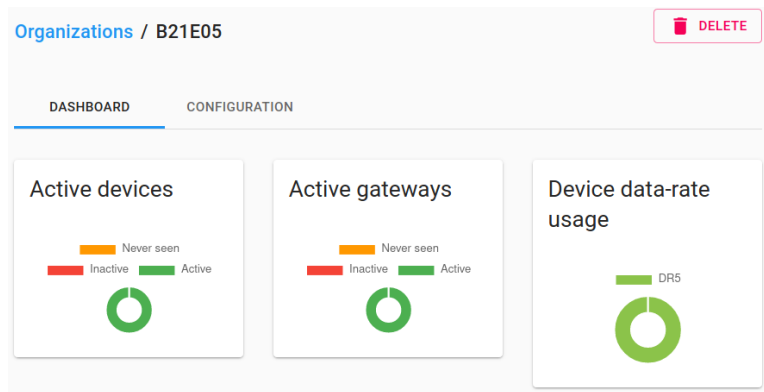 Organizations / B21E05
DELETE
DASHBOARD CONFIGURATION
Active devices
Never seen
Inactive Active
Active gateways
Never seen
Inactive Active
Device data-rate
usage
DR5